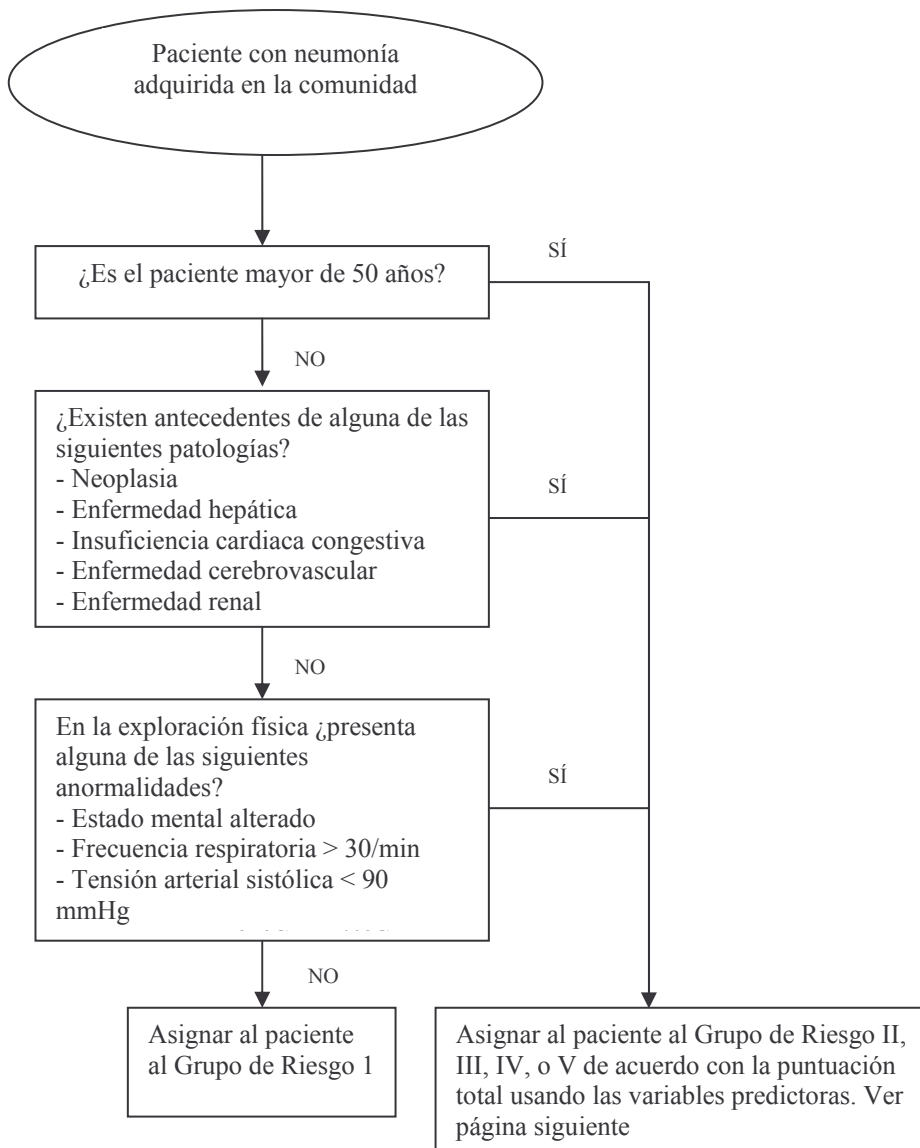 Paciente con neumonía
adquirida en la comunidad
¿Es el paciente mayor de 50 años?
SÍ
NO
¿Existen antecedentes de alguna de las
siguientes patologías?
- Neoplasia
- Enfermedad hepática
- Insuficiencia cardiaca congestiva
- Enfermedad cerebrovascular
- Enfermedad renal
SÍ
NO
En la exploración física ¿presenta
alguna de las siguientes
anormalidades?
- Estado mental alterado
- Frecuencia respiratoria > 30/min
- Tensión arterial sistólica < 90
mmHg
SÍ
NO
Asignar al paciente
al Grupo de Riesgo 1
Asignar al paciente al Grupo de Riesgo II,
III, IV, o V de acuerdo con la puntuación
total usando las variables predictoras. Ver
página siguiente